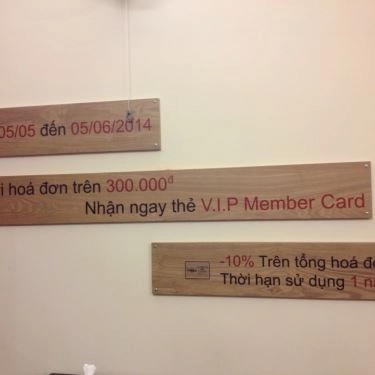 05/05 đến 05/06/2014
i hoá đơn trên 300.000đ
Nhận ngay thẻ V.I.P Member Card
-10% Trên tổng hoá đ
Thời hạn sử dụng 1 n